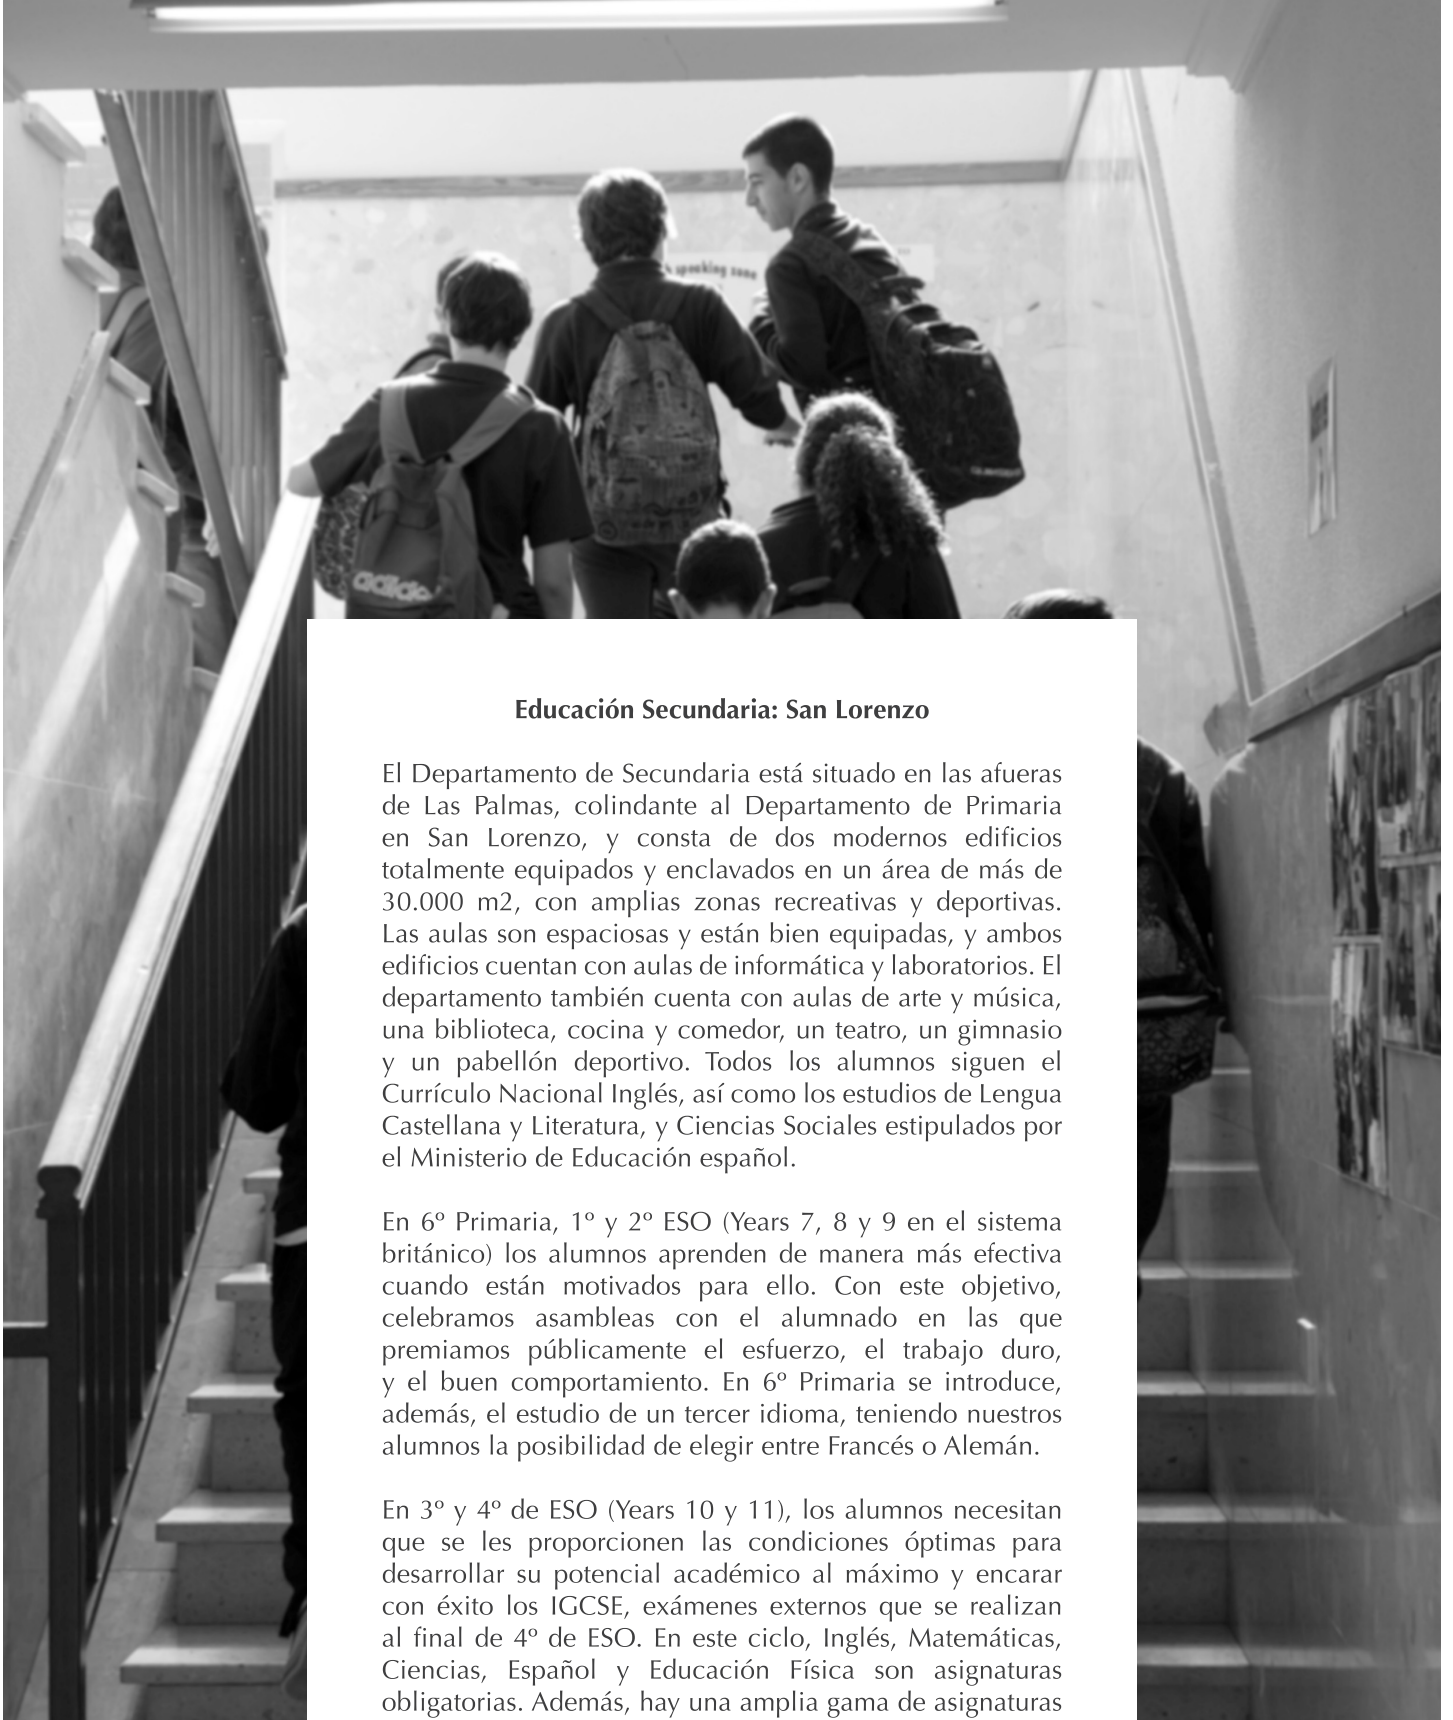 speaking zone
adidas
Educación Secundaria: San Lorenzo
El Departamento de Secundaria está situado en las afueras
de Las Palmas, colindante al Departamento de Primaria
en San Lorenzo, y consta de dos modernos edificios
totalmente equipados y enclavados en un área de más de
30.000 m2, con amplias zonas recreativas y deportivas.
Las aulas son espaciosas y están bien equipadas, y ambos
edificios cuentan con aulas de informática y laboratorios. El
departamento también cuenta con aulas de arte y música,
una biblioteca, cocina y comedor, un teatro, un gimnasio
y un pabellón deportivo. Todos los alumnos siguen el
Currículo Nacional Inglés, así como los estudios de Lengua
Castellana y Literatura, y Ciencias Sociales estipulados por
el Ministerio de Educación español.
En 6º Primaria, 1º y 2º ESO (Years 7, 8 y 9 en el sistema
británico) los alumnos aprenden de manera más efectiva
cuando están motivados para ello. Con este objetivo,
celebramos asambleas con el alumnado en las que
premiamos públicamente el esfuerzo, el trabajo duro,
y el buen comportamiento. En 6º Primaria se introduce,
además, el estudio de un tercer idioma, teniendo nuestros
alumnos la posibilidad de elegir entre Francés o Alemán.
En 3º y 4º de ESO (Years 10 y 11), los alumnos necesitan
que se les proporcionen las condiciones óptimas para
desarrollar su potencial académico al máximo y encarar
con éxito los IGCSE, exámenes externos que se realizan
al final de 4º de ESO. En este ciclo, Inglés, Matemáticas,
Ciencias, Español y Educación Física son asignaturas
obligatorias. Además, hay una amplia gama de asignaturas